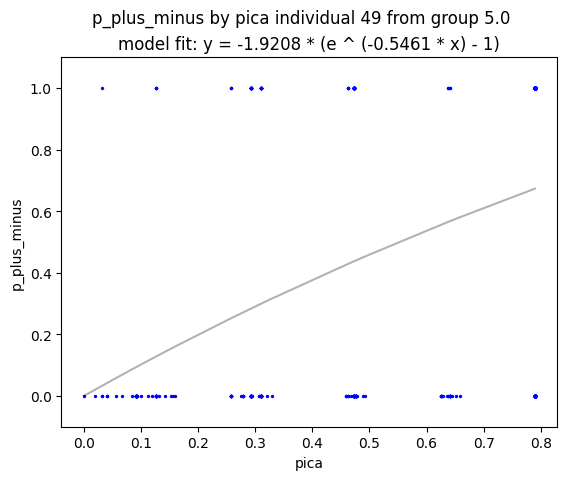 p_plus_minus by pica individual 49 from group 5.0
model fit: y = -1.9208 * (e ^ (-0.5461 * x) - 1)
1.0
0.8
0.6
0.4
0.2
0.0
p_plus_minus
0.0 0.1 0.2 0.3 0.4 0.5 0.6 0.7 0.8
pica